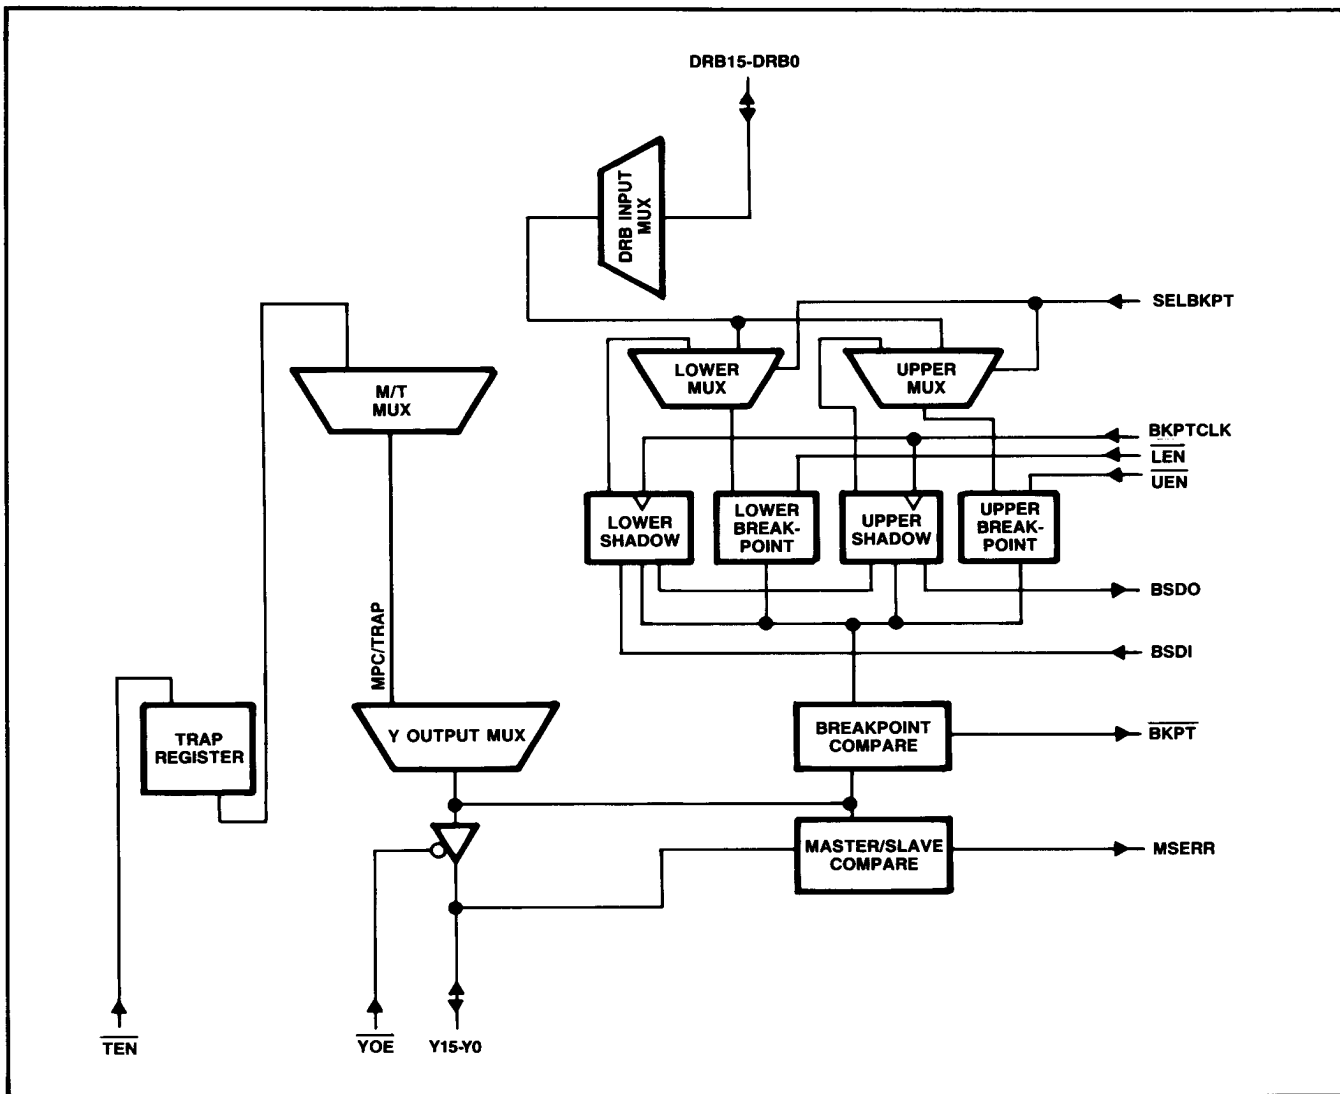 DRB15-DRB0
DRB INPUT
MUX
SELBKPT
LOWER
MUX
UPPER
MUX
M/T
MUX
BKPTCLK
LEN
UEN
LOWER
SHADOW
LOWER
BREAK-
POINT
UPPER
SHADOW
UPPER
BREAK-
POINT
BSDO
MPC/TRAP
BSDI
TRAP
REGISTER
Y OUTPUT MUX
BREAKPOINT
COMPARE
BKPT
MASTER/SLAVE
COMPARE
MSERR
TEN
YOE
Y15-Y0